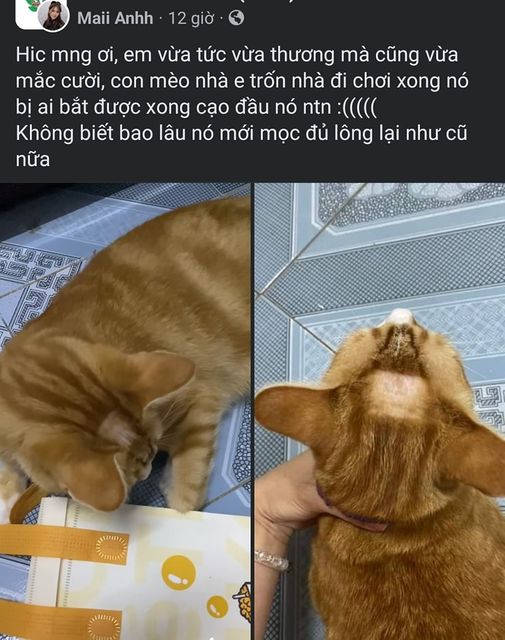 Maii Anhh · 12 giờ ·
Hic mng ơi, em vừa tức vừa thương mà cũng vừa
mắc cười, con mèo nhà e trốn nhà đi chơi xong nó
bị ai bắt được xong cạo đầu nó ntn :(((((
Không biết bao lâu nó mới mọc đủ lông lại như cũ
nữa